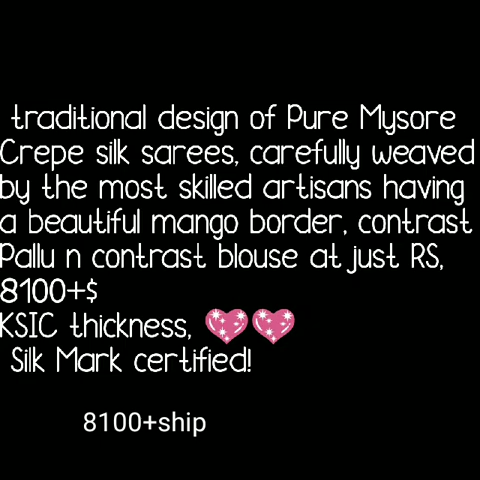 traditional design of Pure Mysore
Crepe silk sarees, carefully weaved
by the most skilled artisans having
a beautiful mango border, contrast
Pallu n contrast blouse at just RS,
8100+$
KSIC thickness, 💖💖
Silk Mark certified!
8100+ship